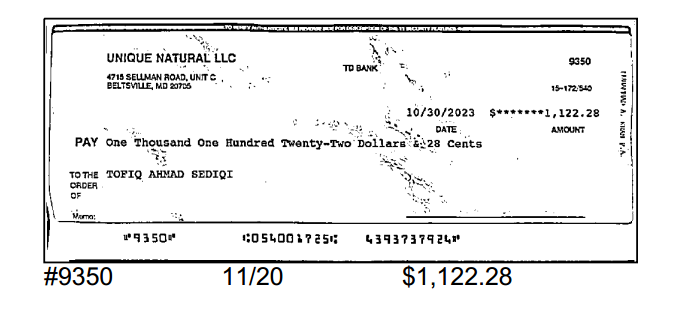 UNIQUE NATURAL LLC
9350
4715 SELLMAN ROAD, UNIT C
BELTSVILLE, MD 20705
TD BANK
15-172/540
10/30/2023 $*******1,122.28
DATE AMOUNT
PAY One Thousand One Hundred Twenty-Two Dollars & 28 Cents
TO THE ORDER OF
TOFIQ AHMAD SEDIQI
Memo:
⑈9350⑈ ⑆054001725⑆ 4393737924⑈
#9350 11/20 $1,122.28